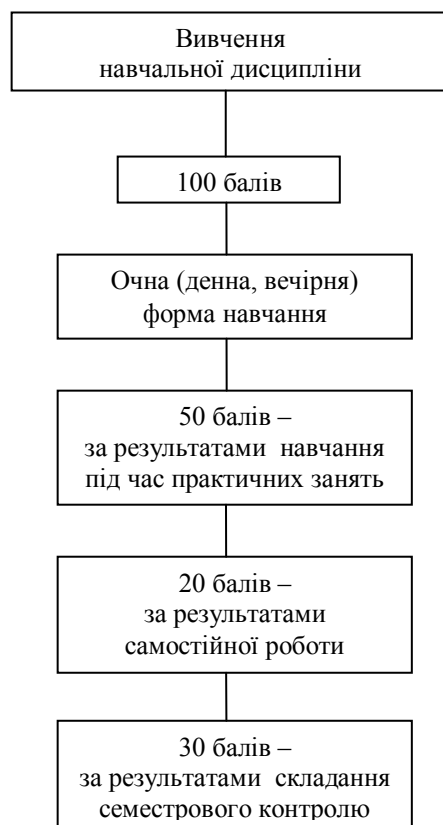 Вивчення
навчальної дисципліни
100 балів
Очна (денна, вечірня)
форма навчання
50 балів –
за результатами навчання
під час практичних занять
20 балів –
за результатами
самостійної роботи
30 балів –
за результатами складання
семестрового контролю